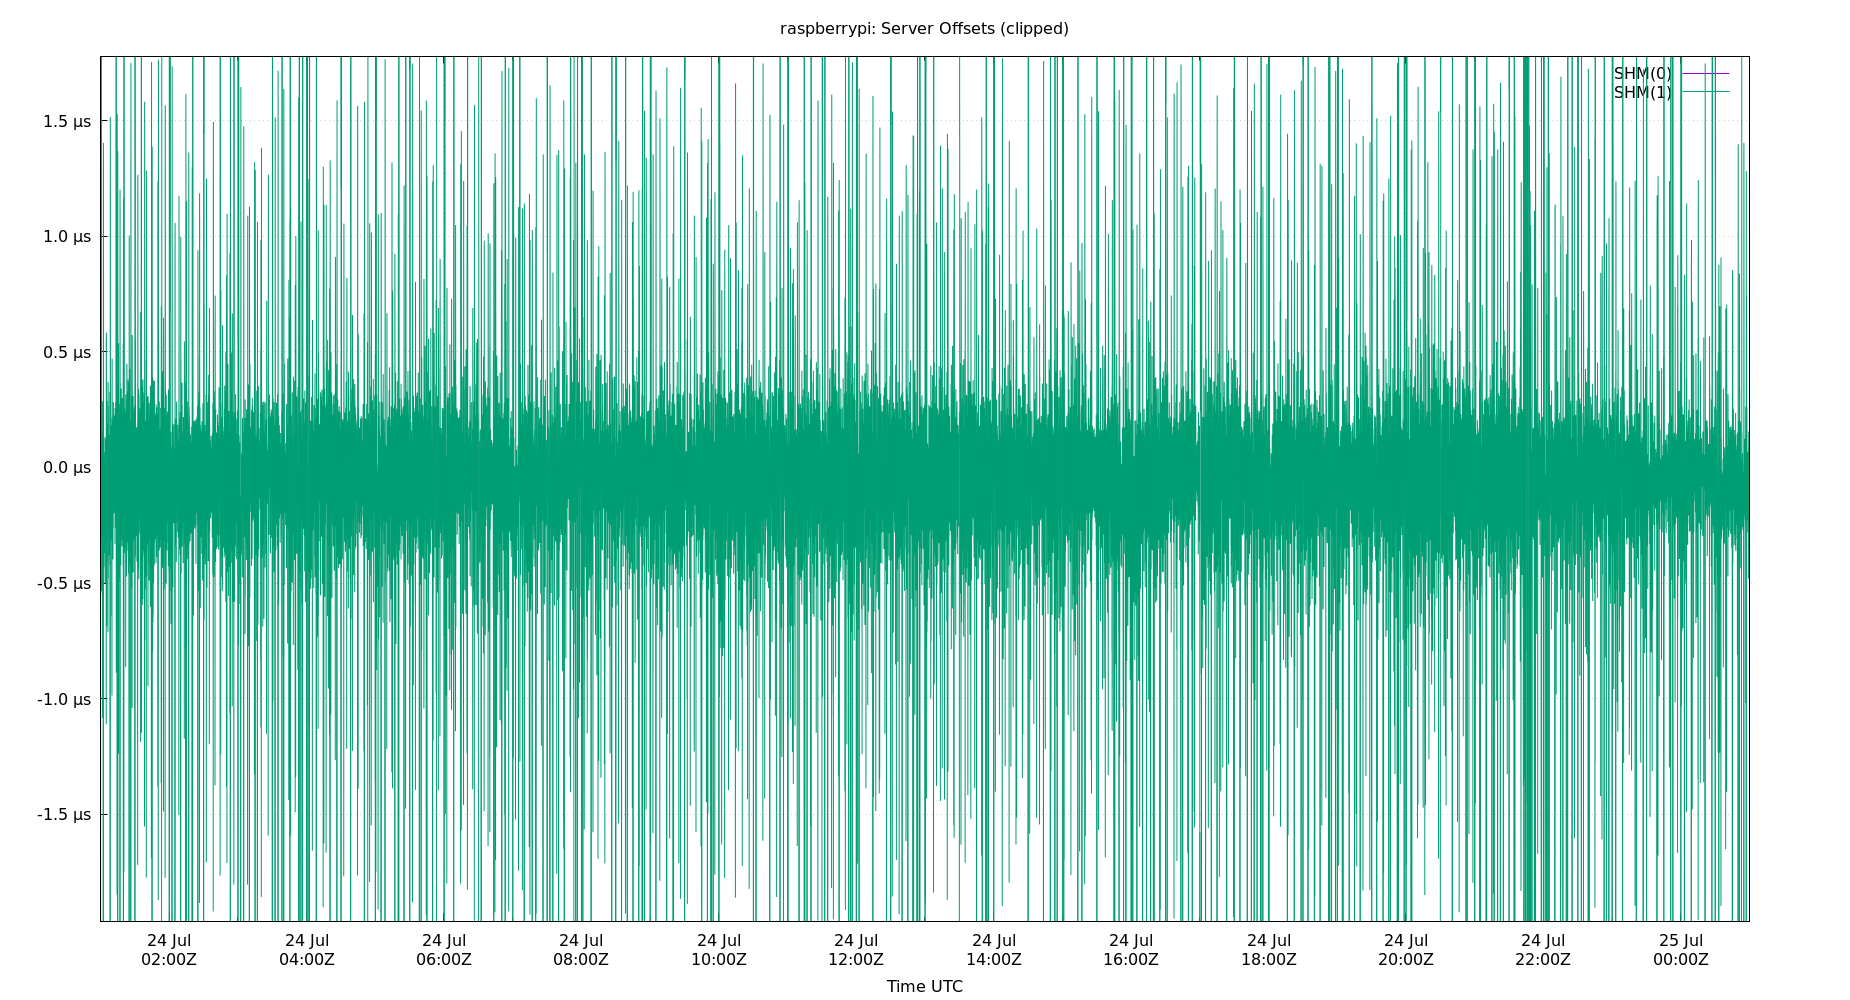 raspberrypi: Server Offsets (clipped)
SHM(0)
SHM(1)
1.5 µs
1.0 µs
0.5 µs
0.0 µs
-0.5 µs
-1.0 µs
-1.5 µs
24 Jul 24 Jul 24 Jul 24 Jul 24 Jul 24 Jul 24 Jul 24 Jul 24 Jul 24 Jul 24 Jul 25 Jul
02:00Z 04:00Z 06:00Z 08:00Z 10:00Z 12:00Z 14:00Z 16:00Z 18:00Z 20:00Z 22:00Z 00:00Z
Time UTC